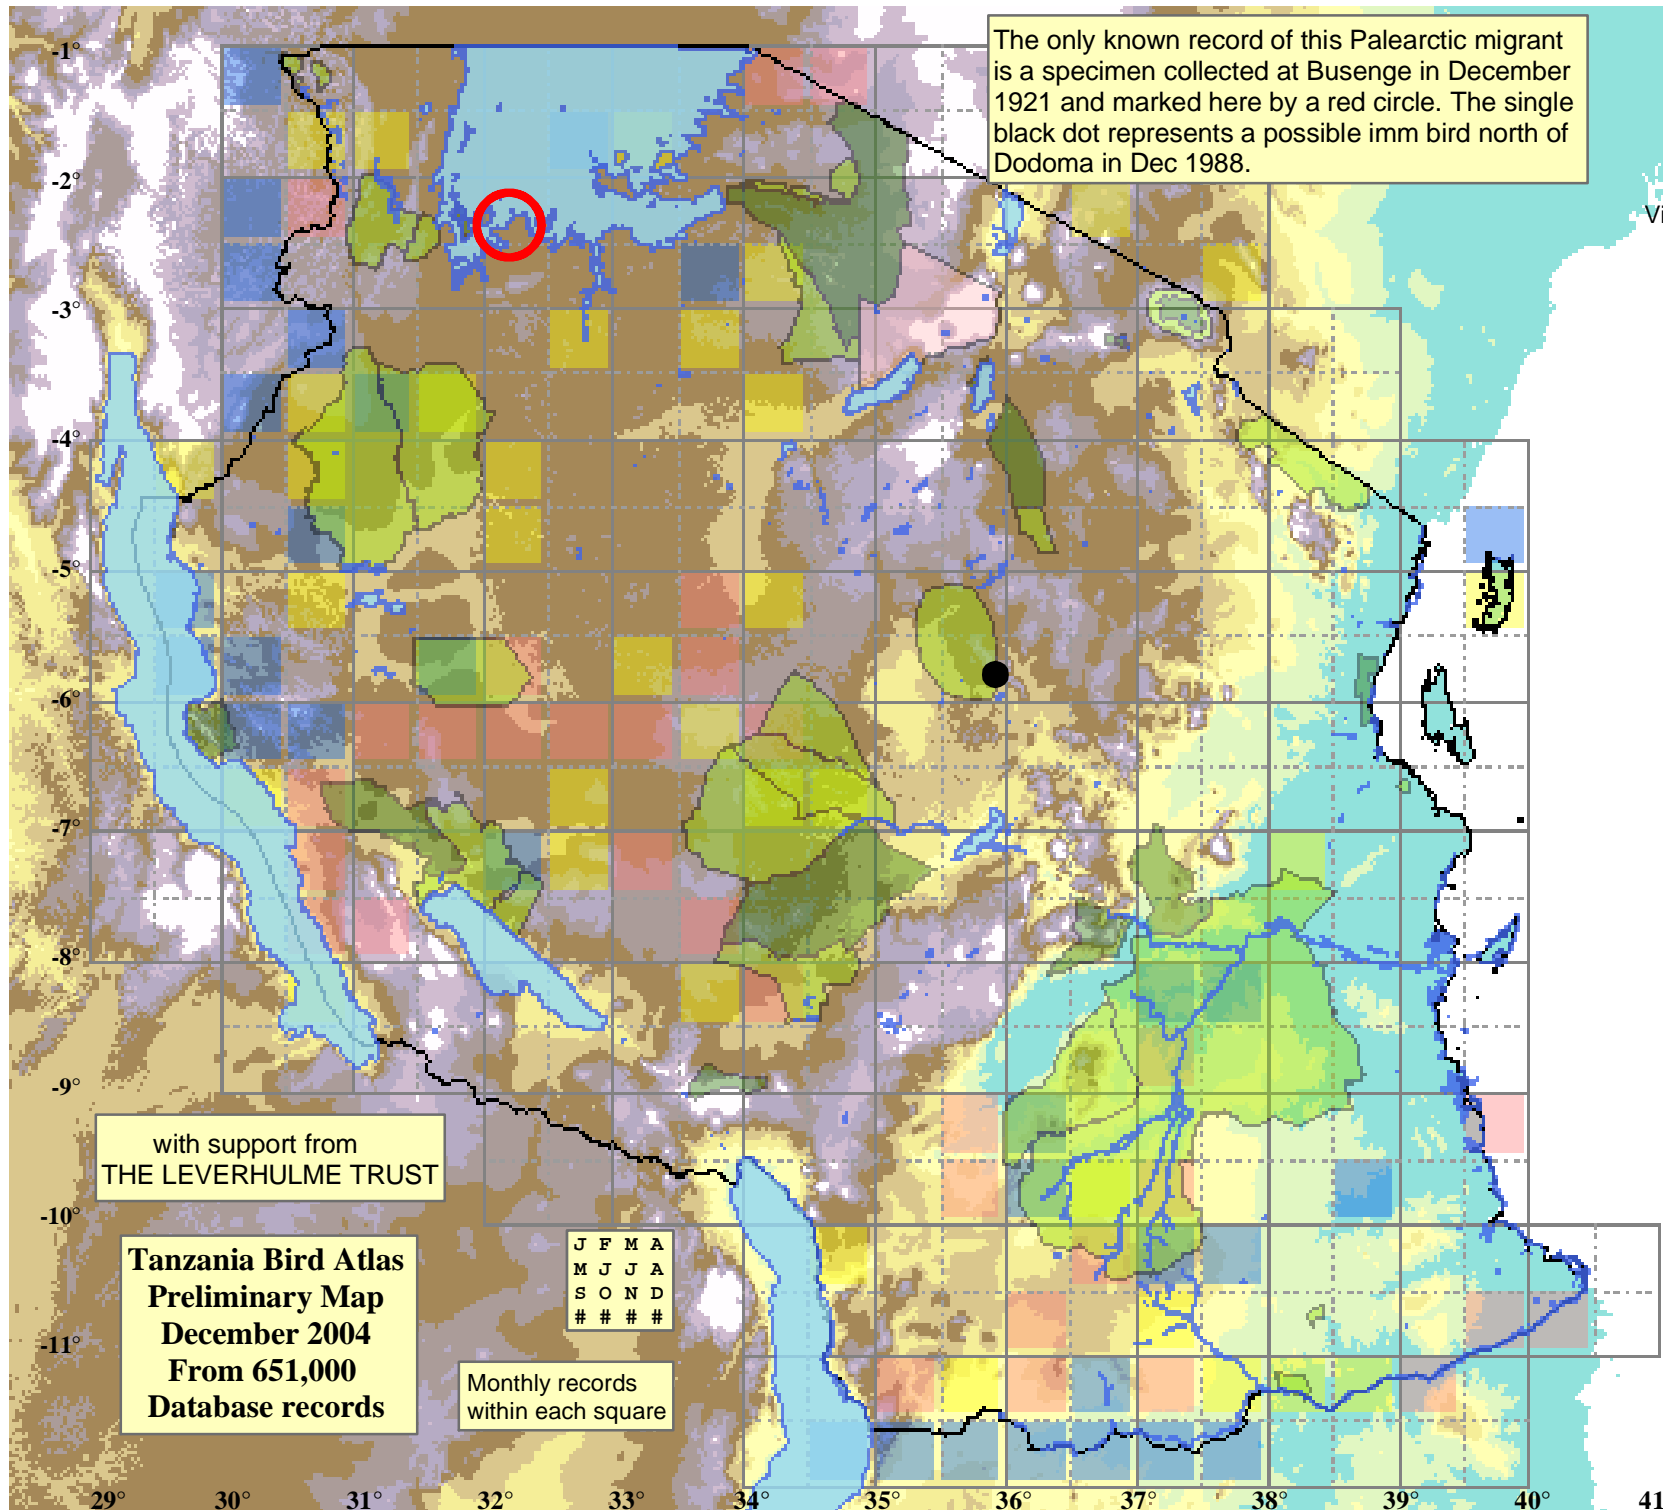 The only known record of this Palearctic migrant
is a specimen collected at Busenge in December
1921 and marked here by a red circle. The single
black dot represents a possible imm bird north of
Dodoma in Dec 1988.
Vi
-1°
-2°
-3°
-4°
-5°
-6°
-7°
-8°
-9°
-10°
-11°
with support from
THE LEVERHULME TRUST
Tanzania Bird Atlas
Preliminary Map
December 2004
From 651,000
Database records
J F M A
M J J A
S O N D
# # # #
Monthly records
within each square
29° 30° 31° 32° 33° 34° 35° 36° 37° 38° 39° 40° 41